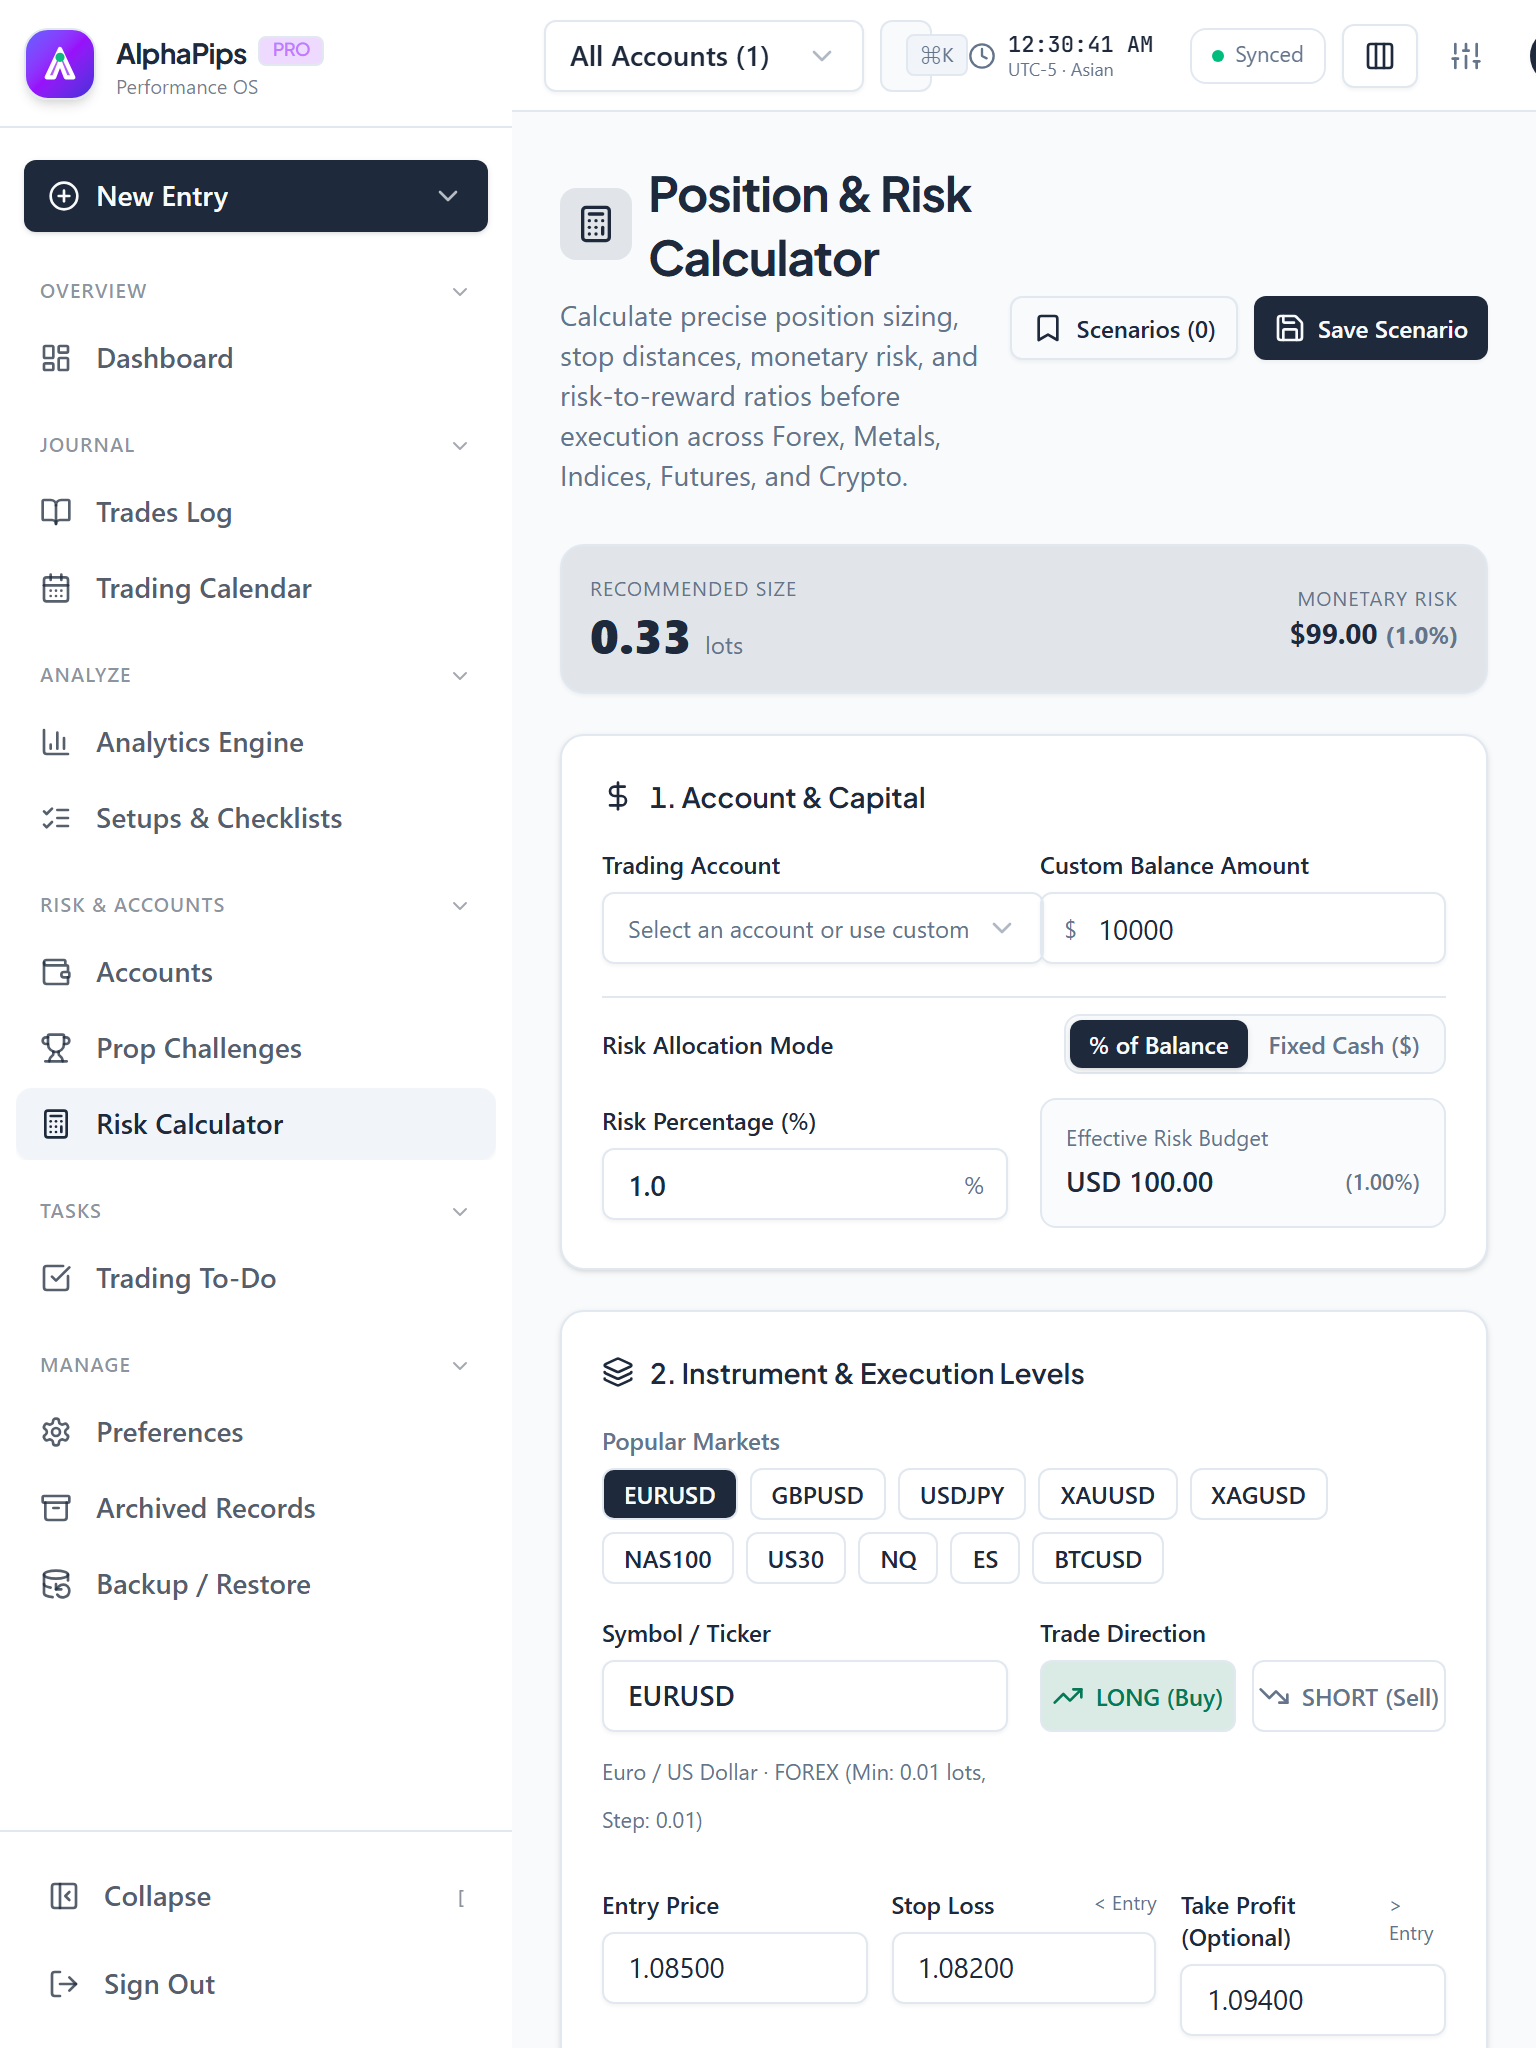 AlphaPips PRO
Performance OS
New Entry
OVERVIEW
Dashboard
JOURNAL
Trades Log
Trading Calendar
ANALYZE
Analytics Engine
Setups & Checklists
RISK & ACCOUNTS
Accounts
Prop Challenges
Risk Calculator
TASKS
Trading To-Do
MANAGE
Preferences
Archived Records
Backup / Restore
Collapse [
Sign Out
All Accounts (1)
⌘K
12:30:41 AM
UTC-5 · Asian
Synced
Position & Risk
Calculator
Calculate precise position sizing,
stop distances, monetary risk, and
risk-to-reward ratios before
execution across Forex, Metals,
Indices, Futures, and Crypto.
Scenarios (0)
Save Scenario
RECOMMENDED SIZE
0.33 lots
MONETARY RISK
$99.00 (1.0%)
1. Account & Capital
Trading Account
Select an account or use custom
Custom Balance Amount
$ 10000
Risk Allocation Mode
% of Balance
Fixed Cash ($)
Risk Percentage (%)
1.0 %
Effective Risk Budget
USD 100.00 (1.00%)
2. Instrument & Execution Levels
Popular Markets
EURUSD GBPUSD USDJPY XAUUSD XAGUSD
NAS100 US30 NQ ES BTCUSD
Symbol / Ticker
EURUSD
Euro / US Dollar · FOREX (Min: 0.01 lots,
Step: 0.01)
Trade Direction
LONG (Buy)
SHORT (Sell)
Entry Price
1.08500
Stop Loss < Entry
1.08200
Take Profit
(Optional)
>
Entry
1.09400